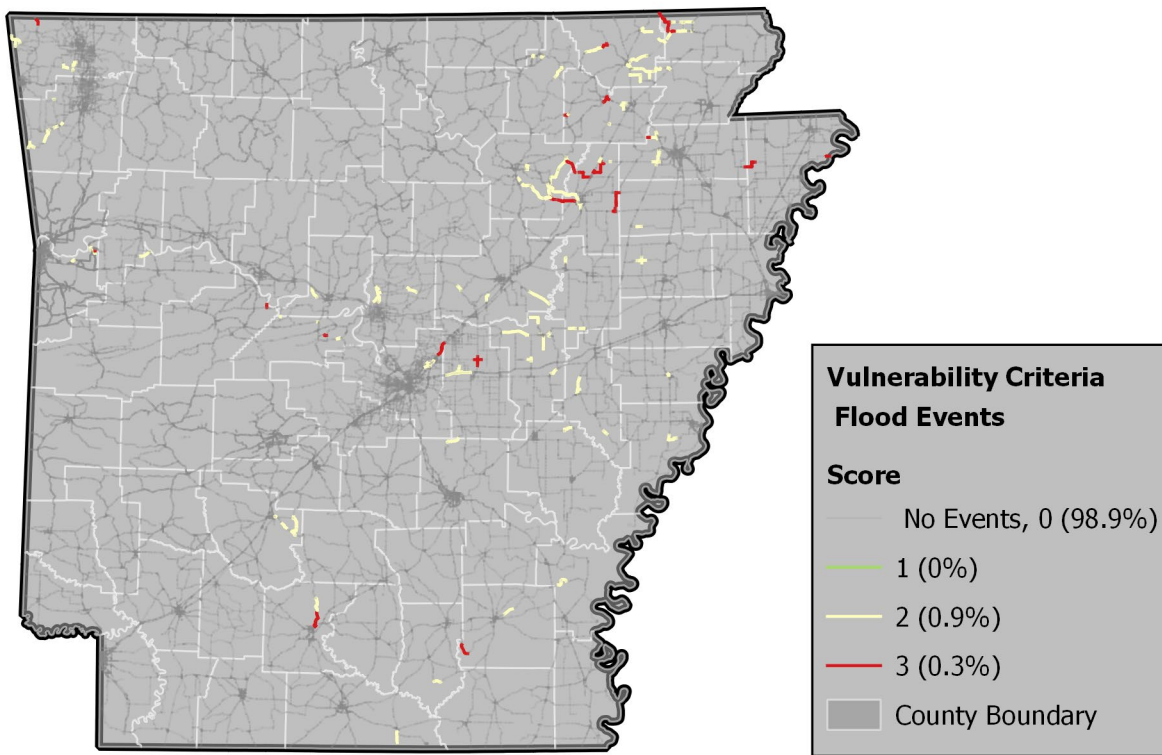 Vulnerability Criteria
Flood Events
Score
No Events, 0 (98.9%)
1 (0%)
2 (0.9%)
3 (0.3%)
County Boundary